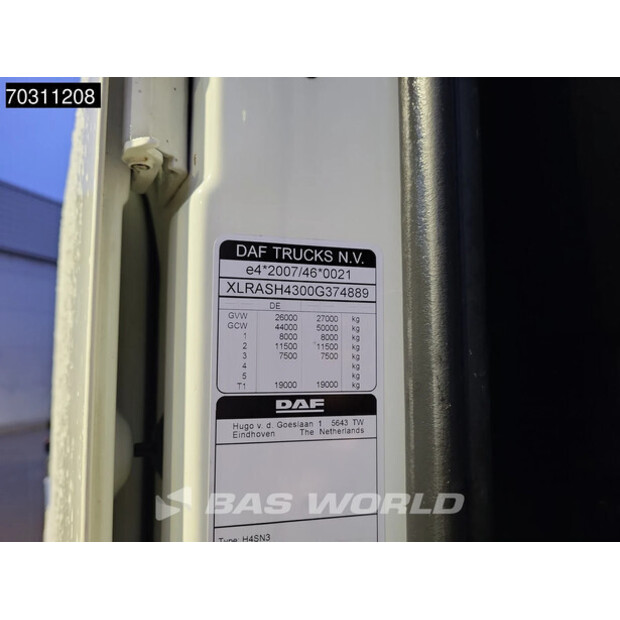 70311208
DAF TRUCKS N.V.
e4*2007/46*0021
XLRASH4300G374889
DE
GVW 26000 27000 kg
GCW 44000 50000 kg
1 8000 8000 kg
2 11500 11500 kg
3 7500 7500 kg
4 kg
5 kg
T1 19000 19000 kg
DAF
Hugo v. d. Goeslaan 1 5643 TW
Eindhoven The Netherlands
BAS WORLD
Type: H4SN3